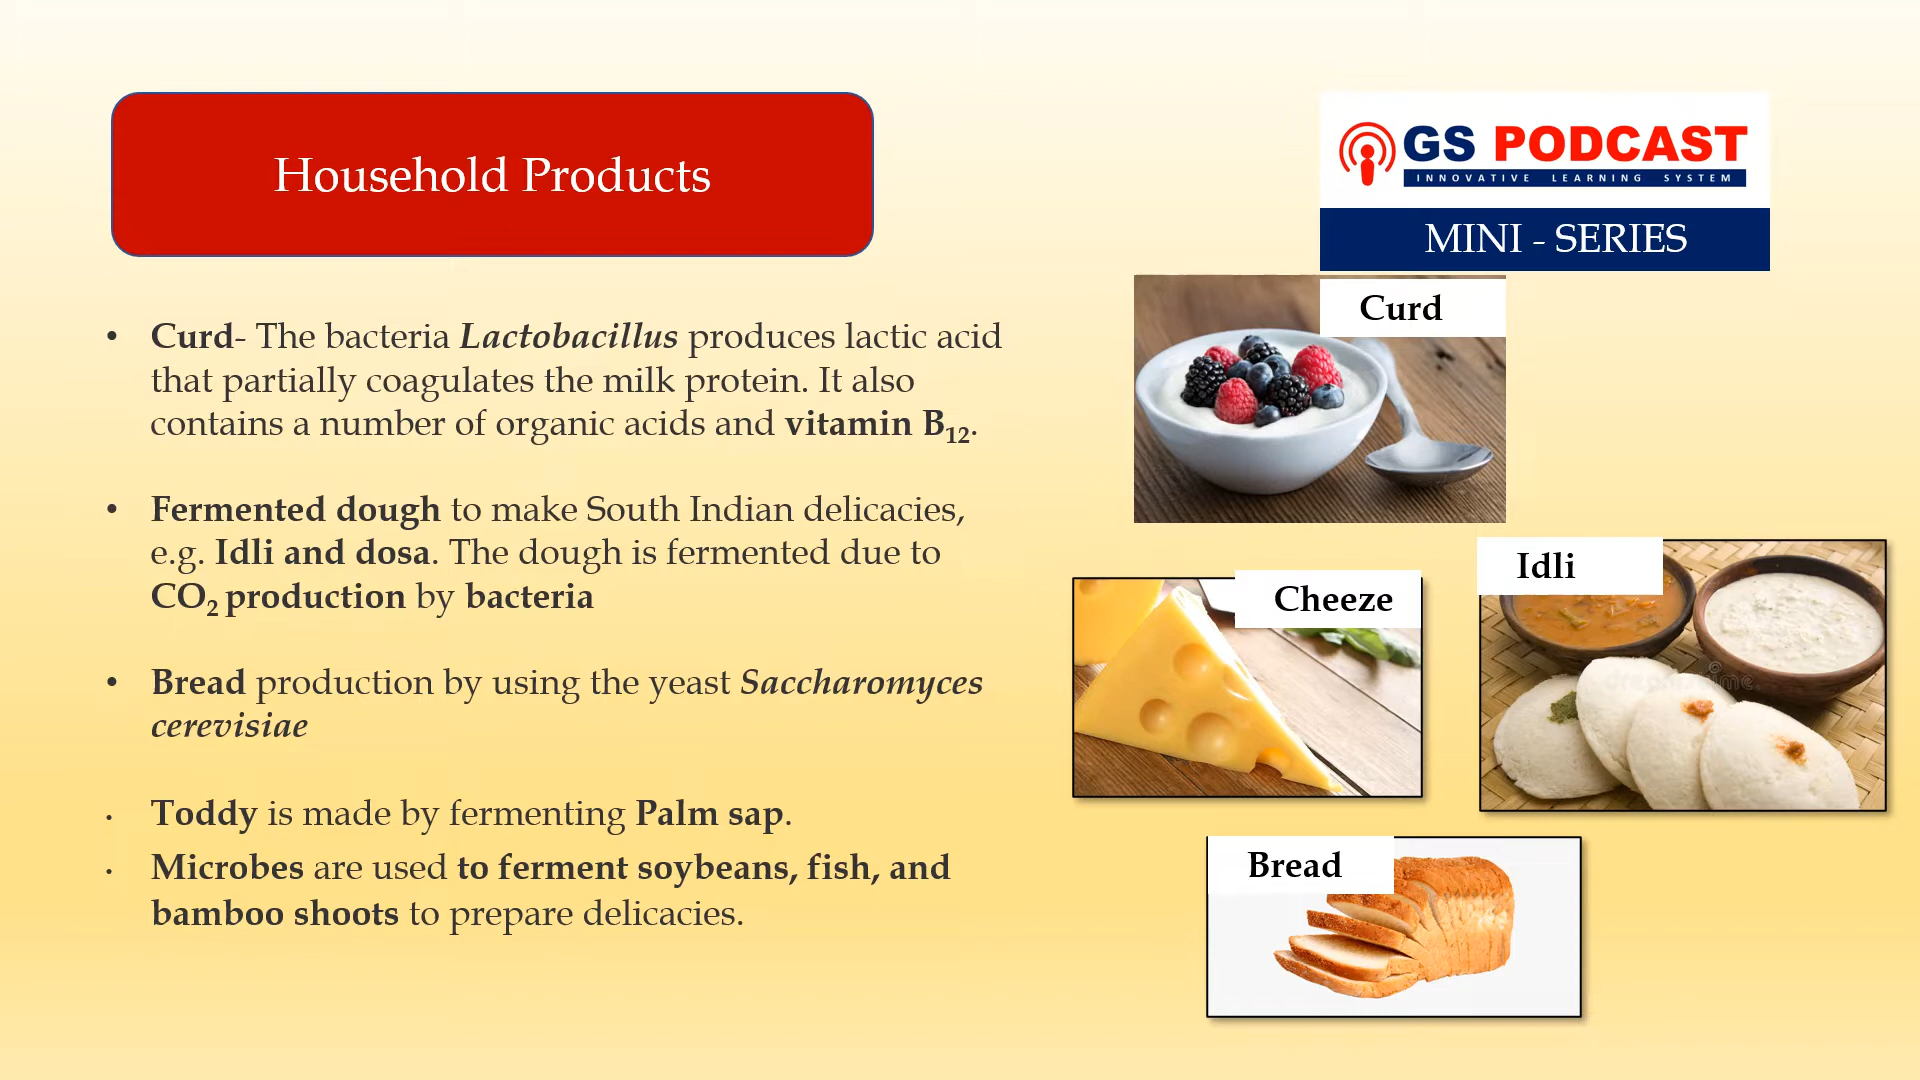 Household Products
GS PODCAST
INNOVATIVE LEARNING SYSTEM
MINI - SERIES
• Curd- The bacteria Lactobacillus produces lactic acid
that partially coagulates the milk protein. It also
contains a number of organic acids and vitamin B12.
• Fermented dough to make South Indian delicacies,
e.g. Idli and dosa. The dough is fermented due to
CO2 production by bacteria
• Bread production by using the yeast Saccharomyces
cerevisiae
• Toddy is made by fermenting Palm sap.
• Microbes are used to ferment soybeans, fish, and
bamboo shoots to prepare delicacies.
Curd
Cheeze
Idli
Bread